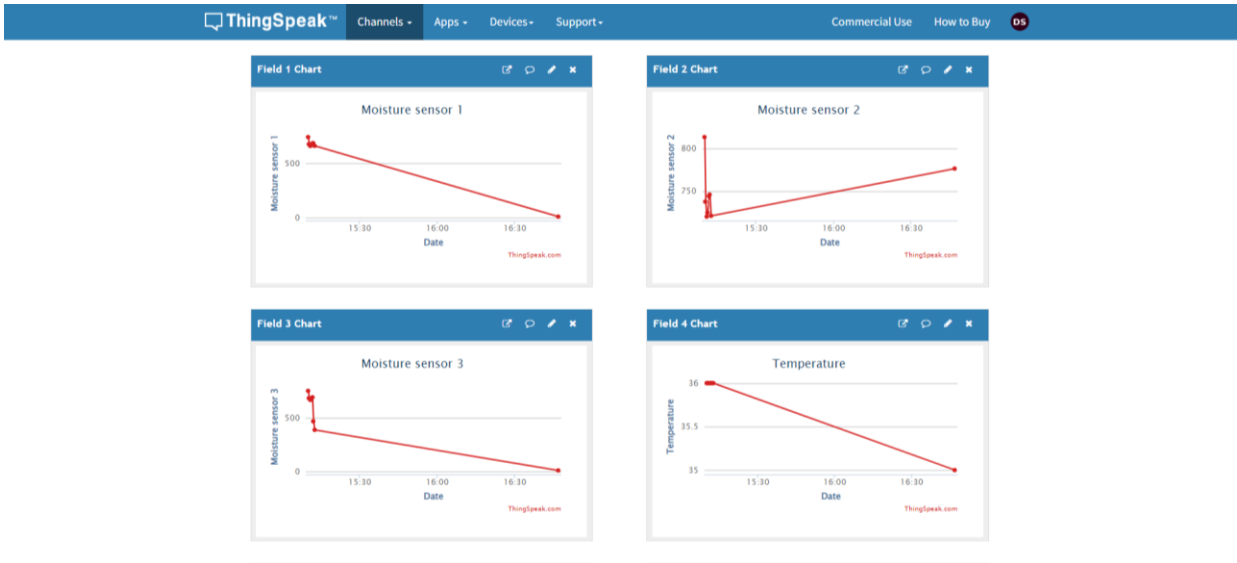 ThingSpeak™ Channels Apps Devices Support Commercial Use How to Buy DS
Field 1 Chart
Moisture sensor 1
Moisture sensor 1
500
0
15:30 16:00 16:30
Date
ThingSpeak.com
Field 2 Chart
Moisture sensor 2
Moisture sensor 2
800
750
15:30 16:00 16:30
Date
ThingSpeak.com
Field 3 Chart
Moisture sensor 3
Moisture sensor 3
500
0
15:30 16:00 16:30
Date
ThingSpeak.com
Field 4 Chart
Temperature
Temperature
36
35.5
35
15:30 16:00 16:30
Date
ThingSpeak.com